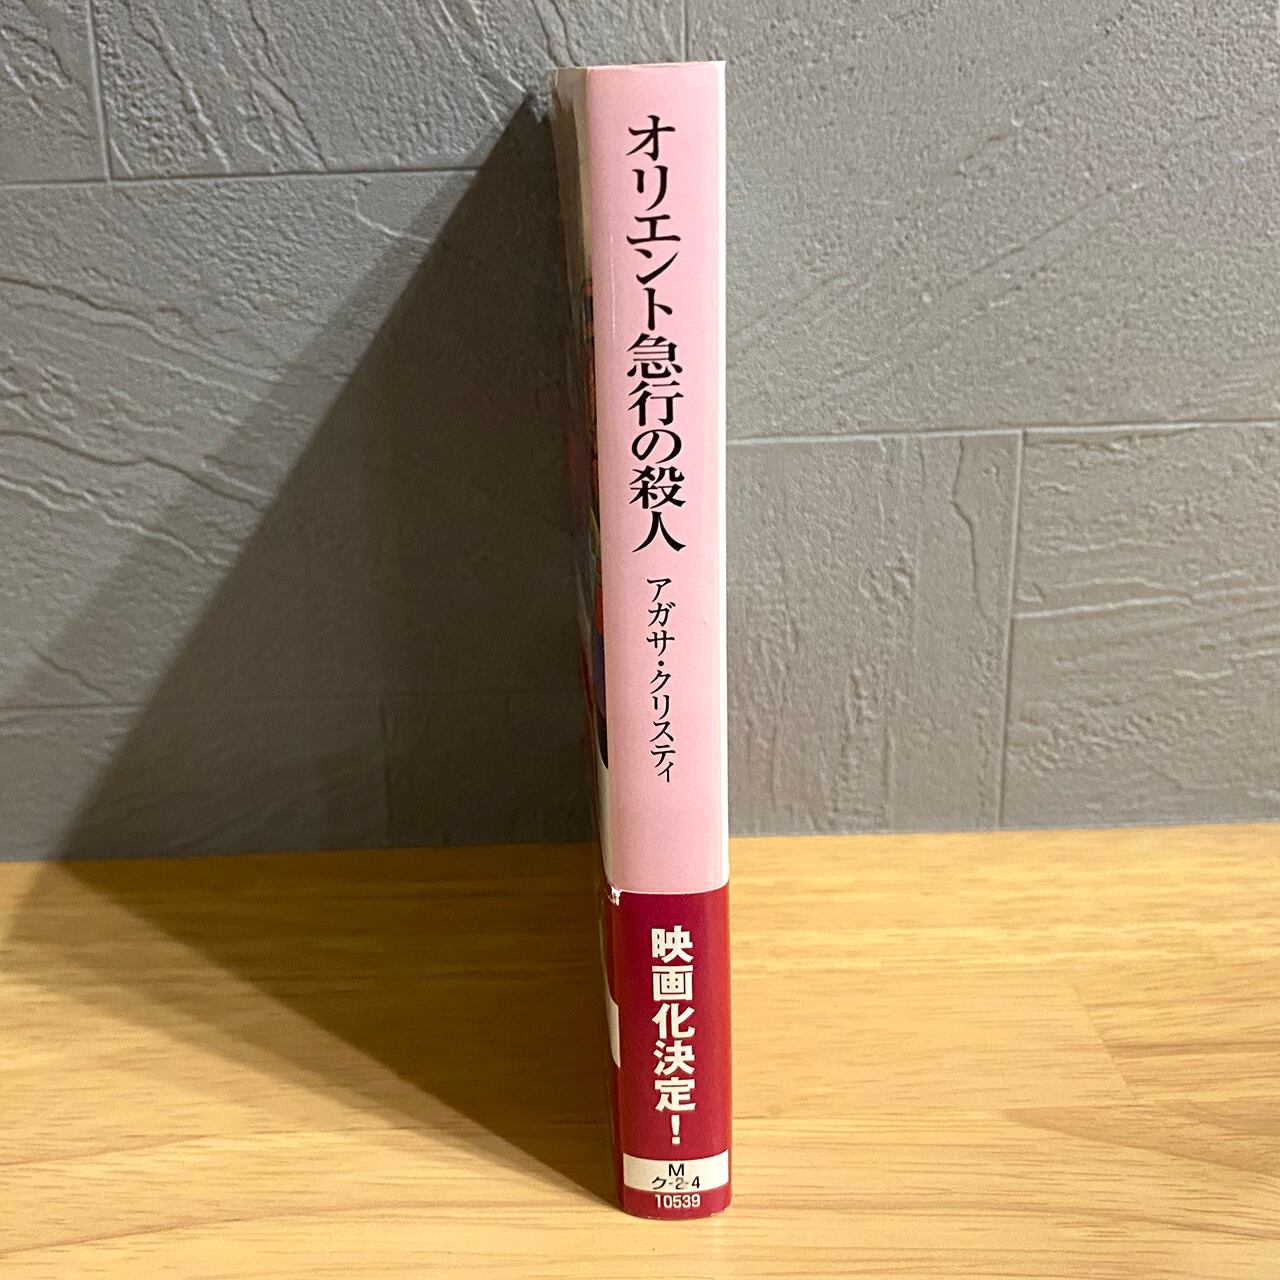 オリエント急行の殺人
アガサ・クリスティ
映画化決定！
M
ク-2-4
10539